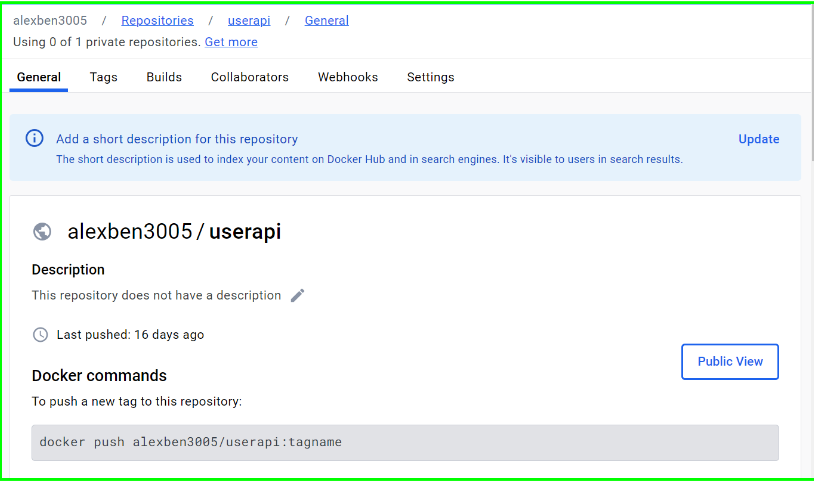 alexben3005 / Repositories / userapi / General
Using 0 of 1 private repositories. Get more
General Tags Builds Collaborators Webhooks Settings
Add a short description for this repository
Update
The short description is used to index your content on Docker Hub and in search engines. It's visible to users in search results.
alexben3005 / userapi
Description
This repository does not have a description
Last pushed: 16 days ago
Public View
Docker commands
To push a new tag to this repository:
docker push alexben3005/userapi:tagname